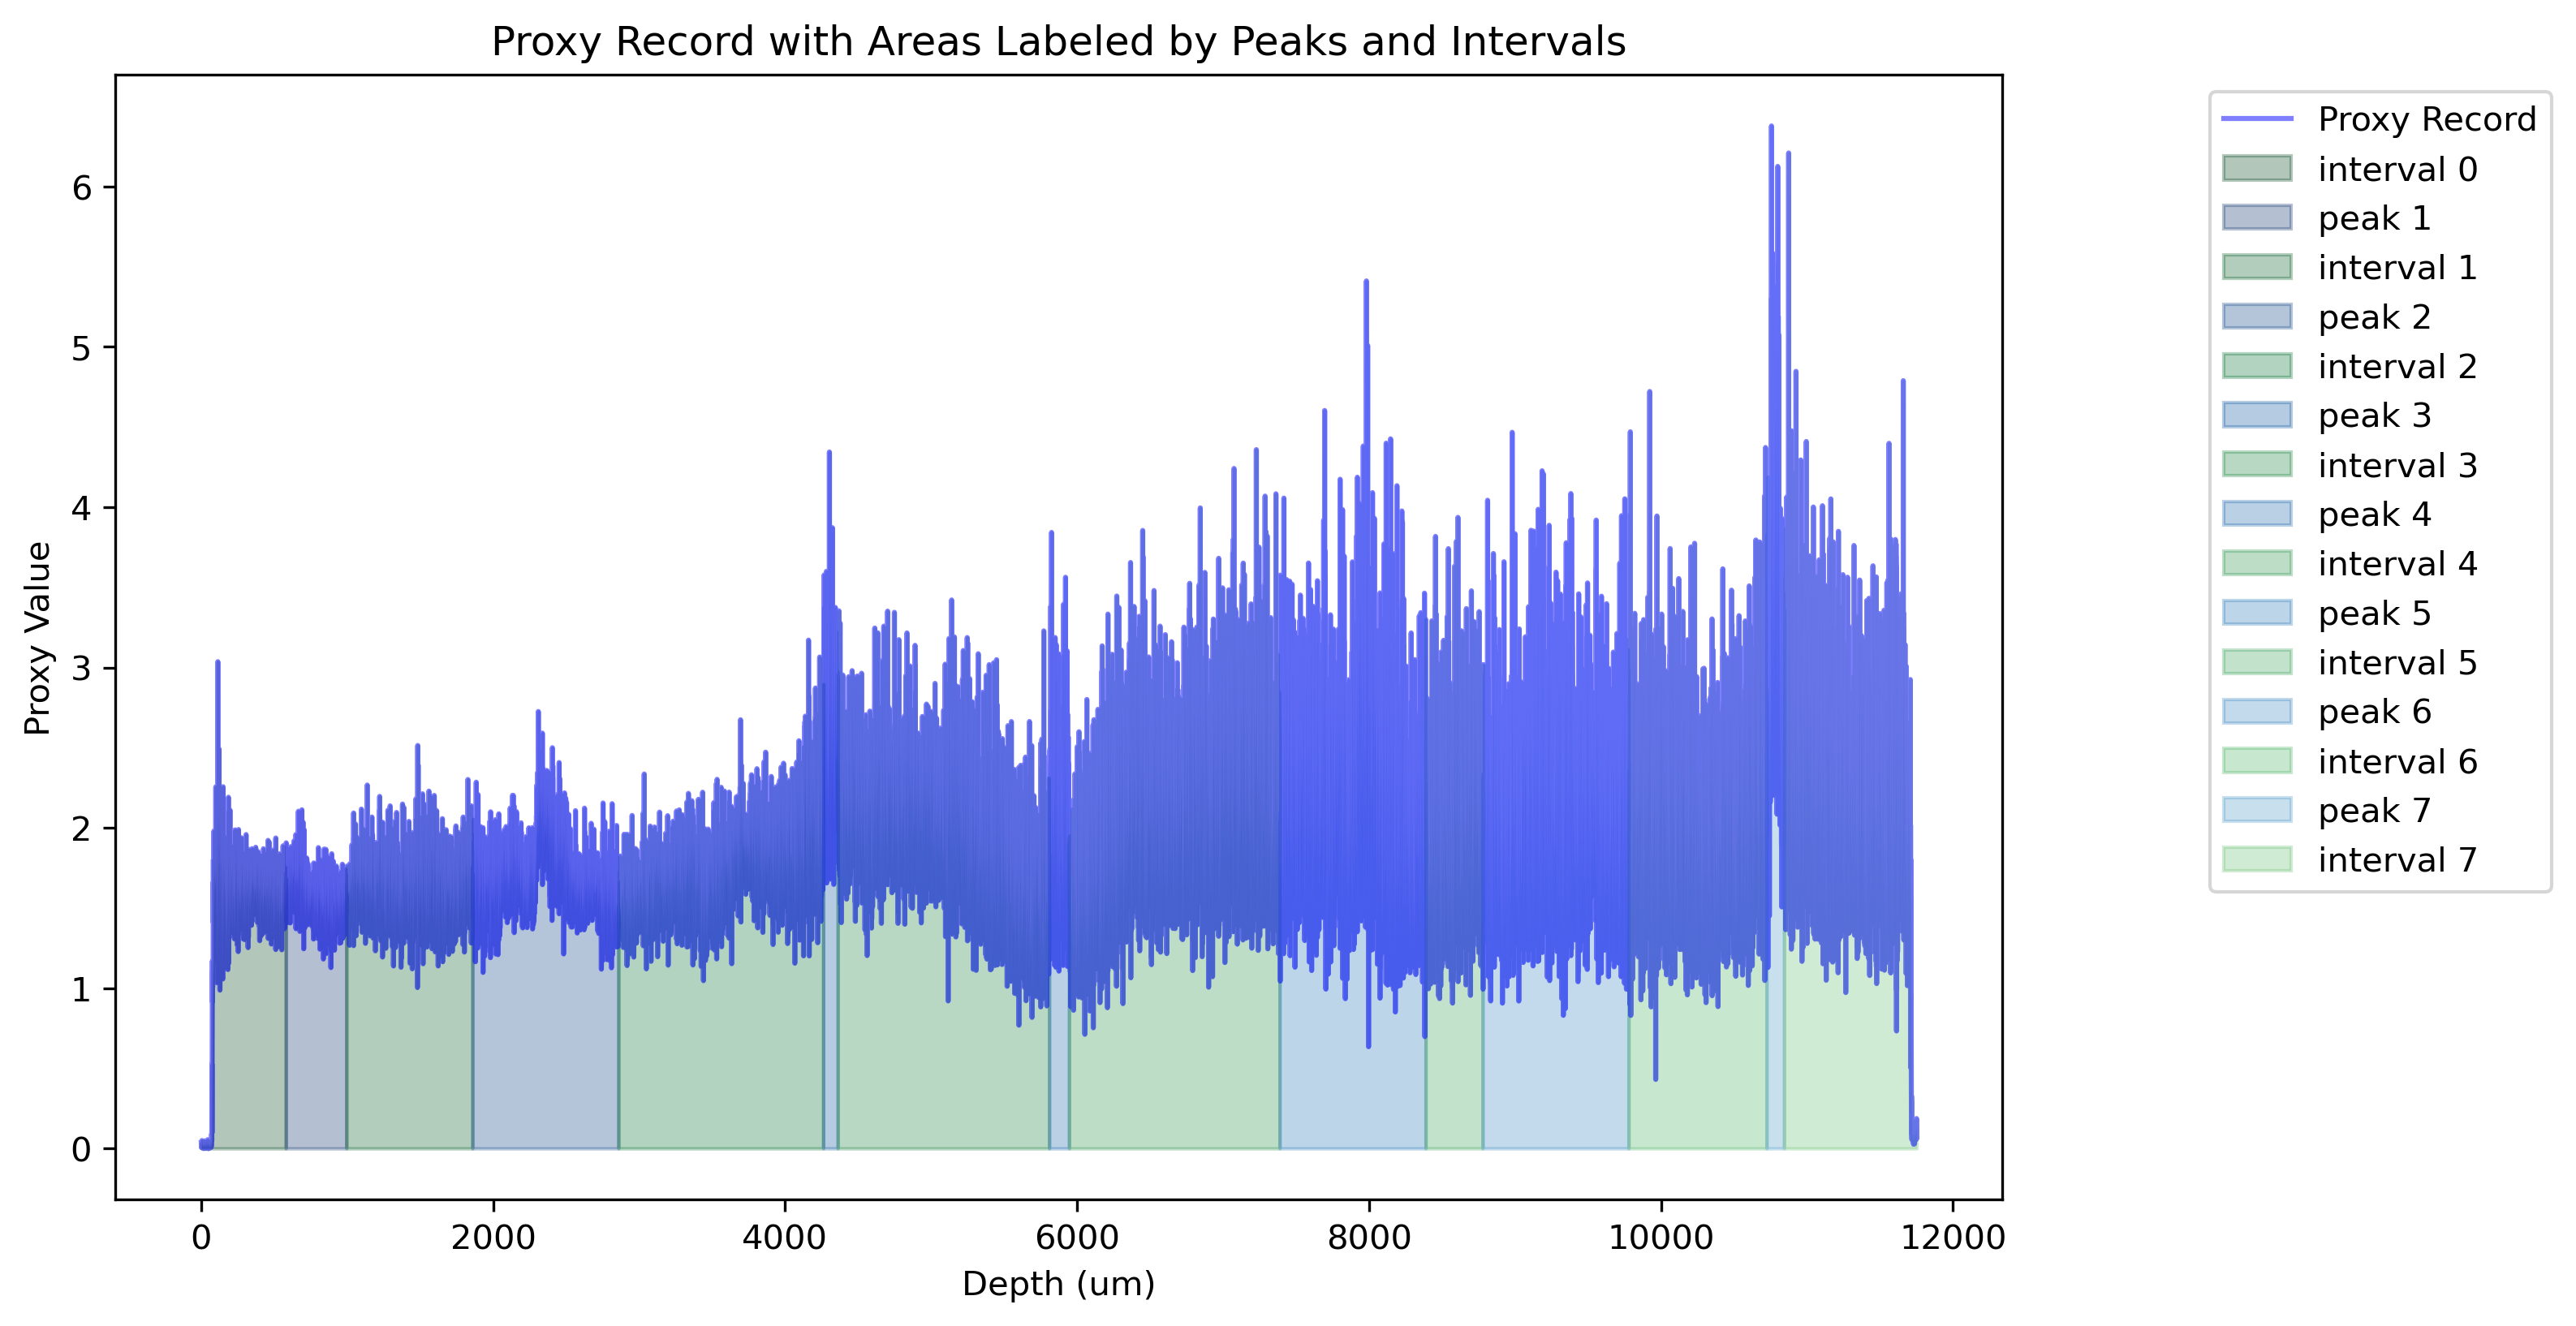 Proxy Record with Areas Labeled by Peaks and Intervals
Proxy Value
6
5
4
3
2
1
0
0 2000 4000 6000 8000 10000 12000
Depth (um)
Proxy Record
interval 0
peak 1
interval 1
peak 2
interval 2
peak 3
interval 3
peak 4
interval 4
peak 5
interval 5
peak 6
interval 6
peak 7
interval 7